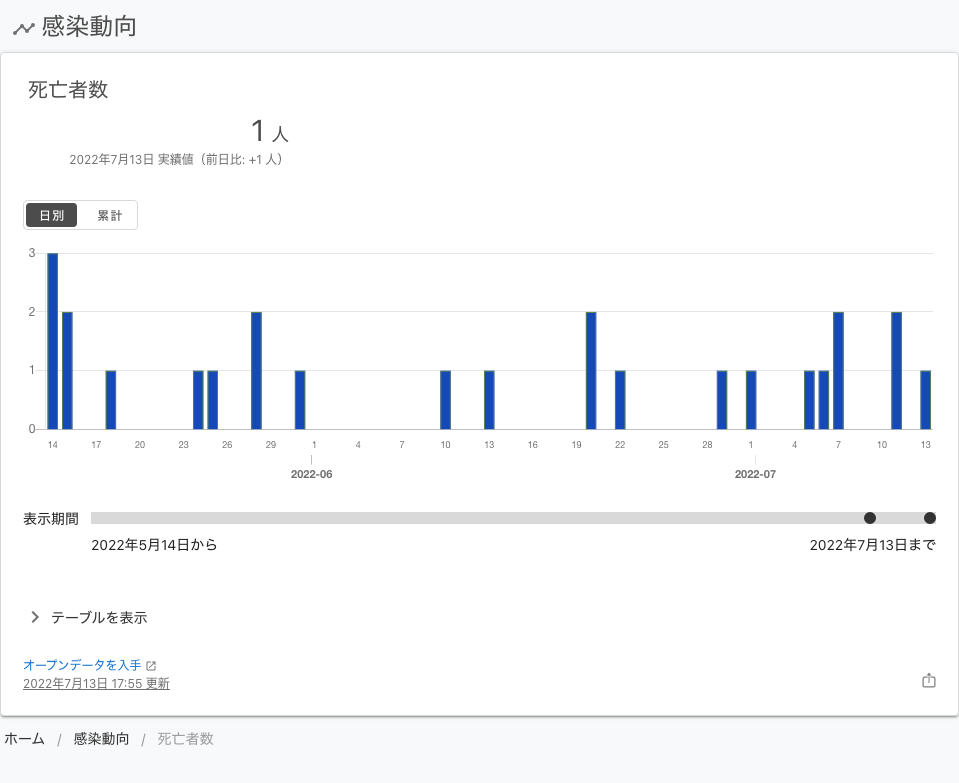 感染動向
死亡者数
1 人
2022年7月13日 実績値（前日比: +1 人）
日別 累計
3
2
1
0
14 17 20 23 26 29 1 4 7 10 13 16 19 22 25 28 1 4 7 10 13
2022-06 2022-07
表示期間
2022年5月14日から 2022年7月13日まで
テーブルを表示
オープンデータを入手
2022年7月13日 17:55 更新
ホーム / 感染動向 / 死亡者数